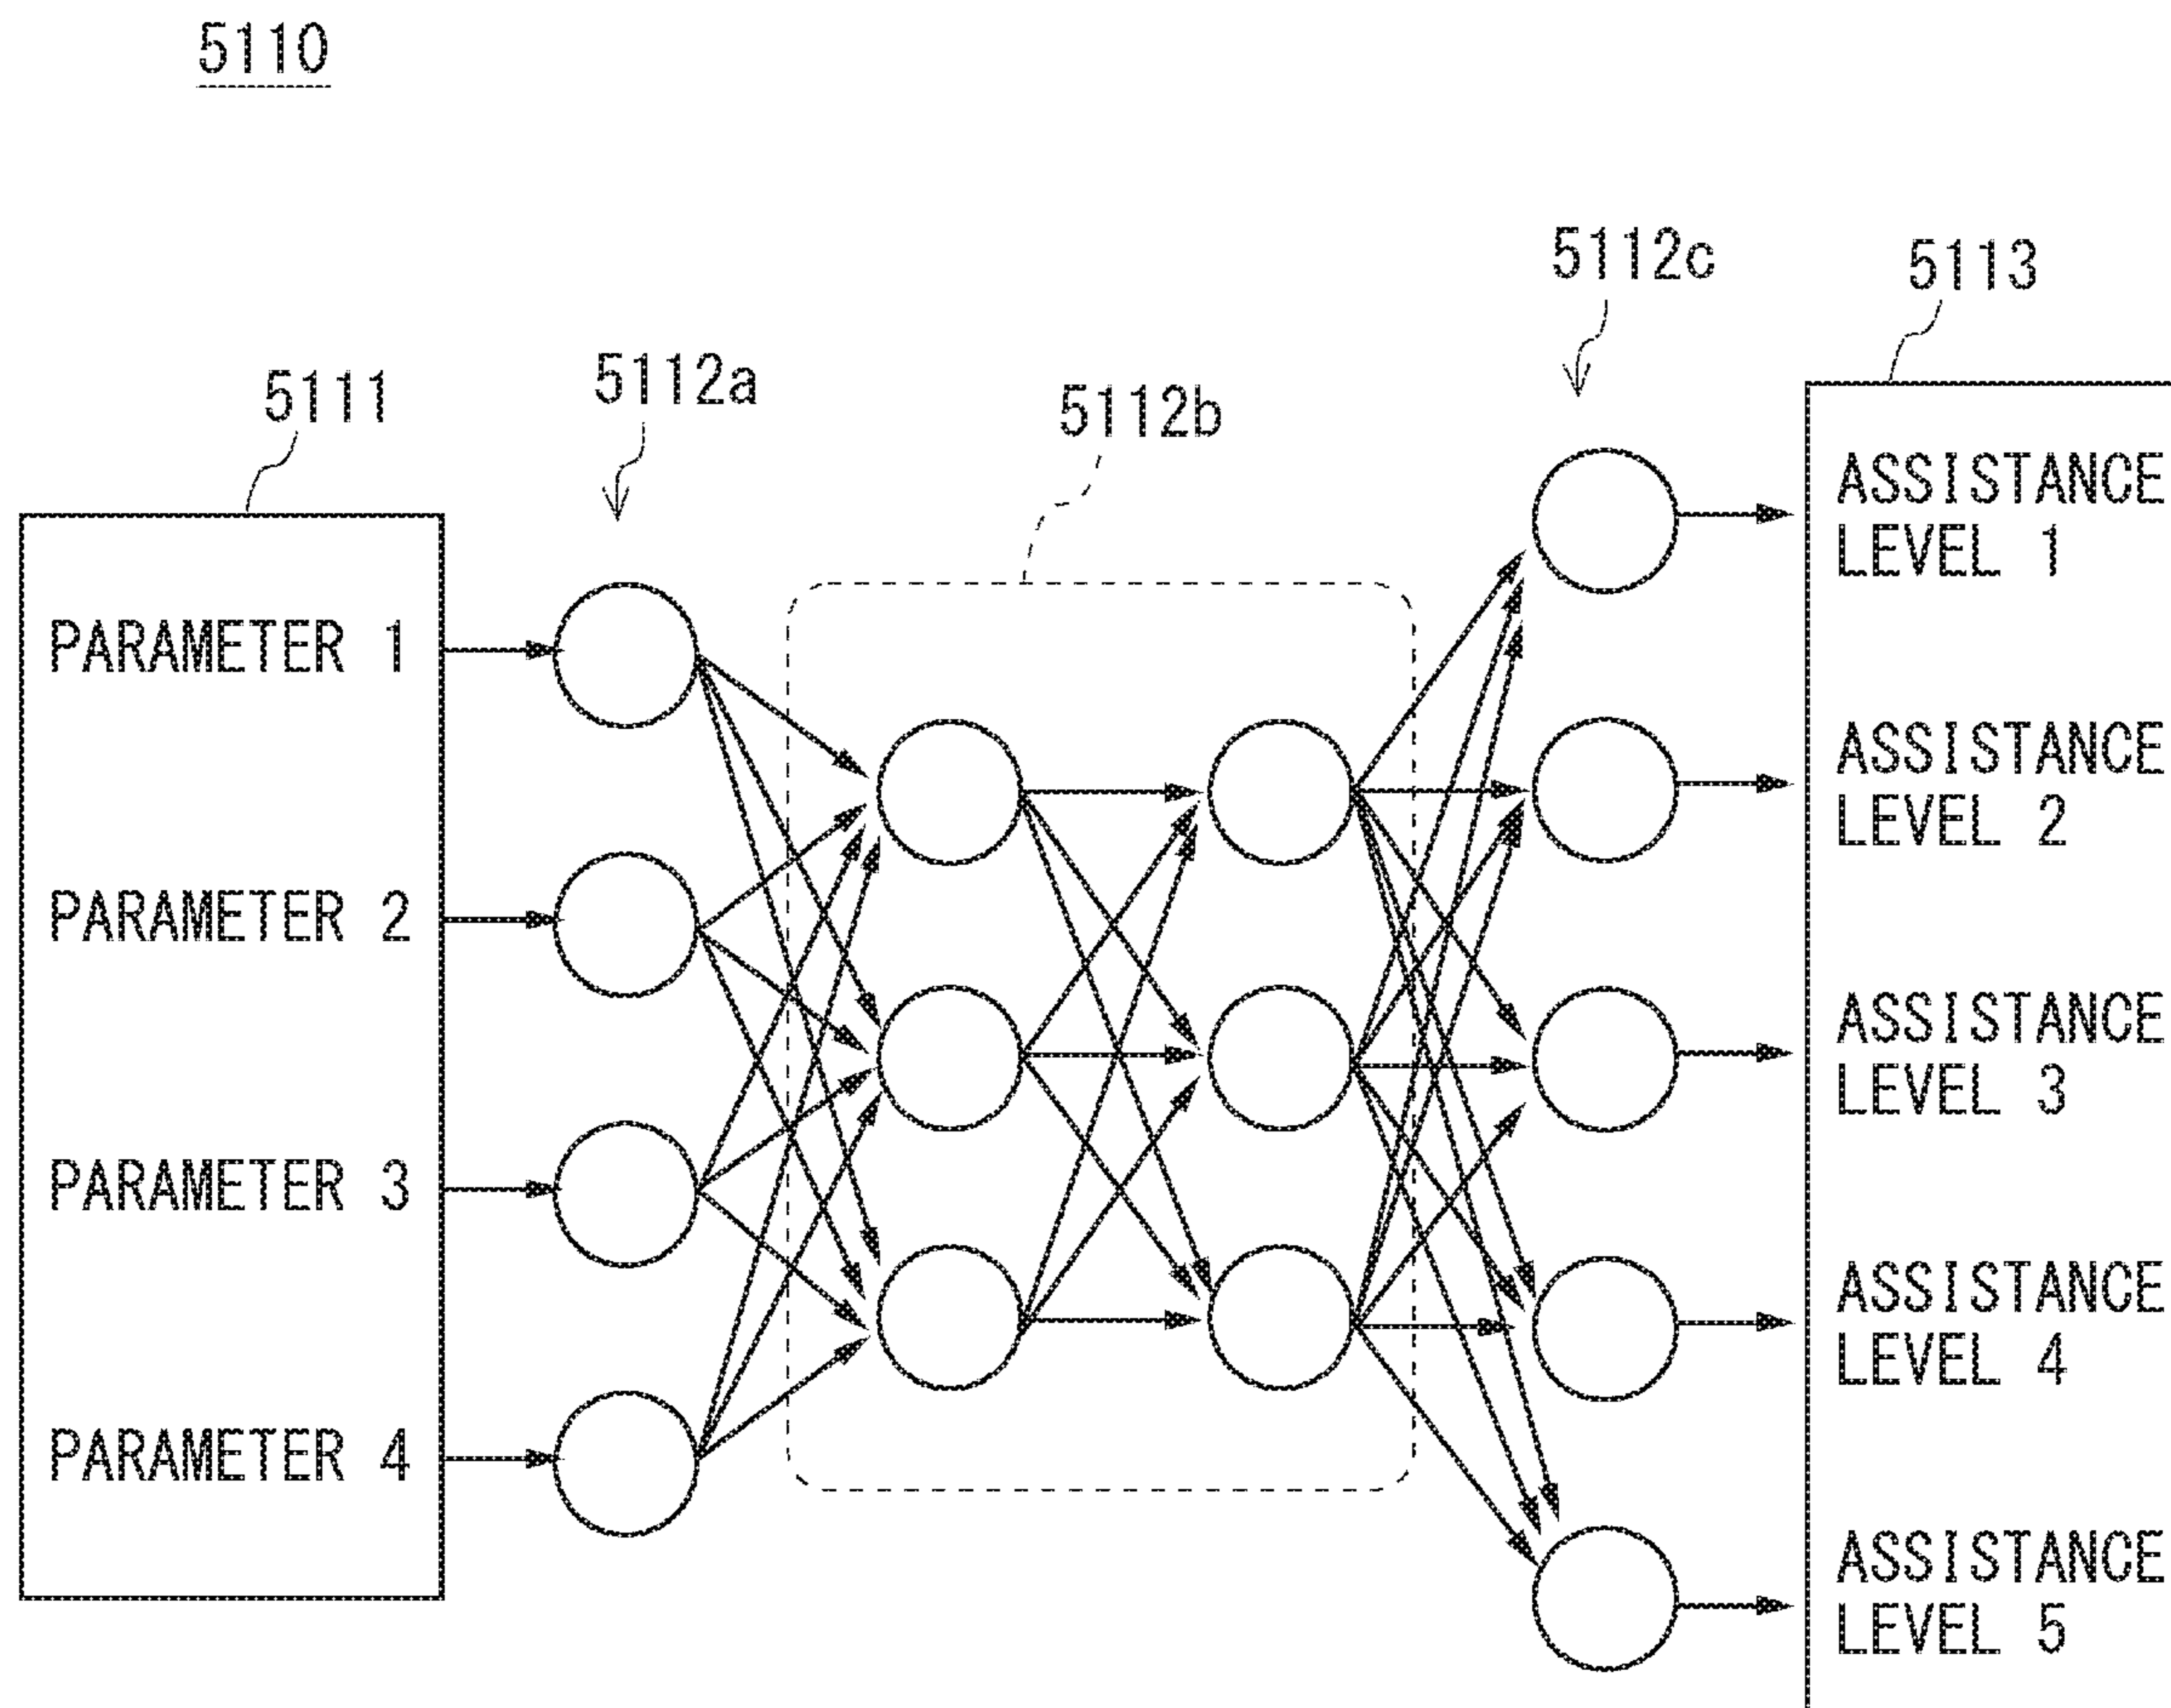 5110
5112c
5113
5112a
5111
5112b
PARAMETER 1
PARAMETER 2
PARAMETER 3
PARAMETER 4
ASSISTANCE
LEVEL 1
ASSISTANCE
LEVEL 2
ASSISTANCE
LEVEL 3
ASSISTANCE
LEVEL 4
ASSISTANCE
LEVEL 5